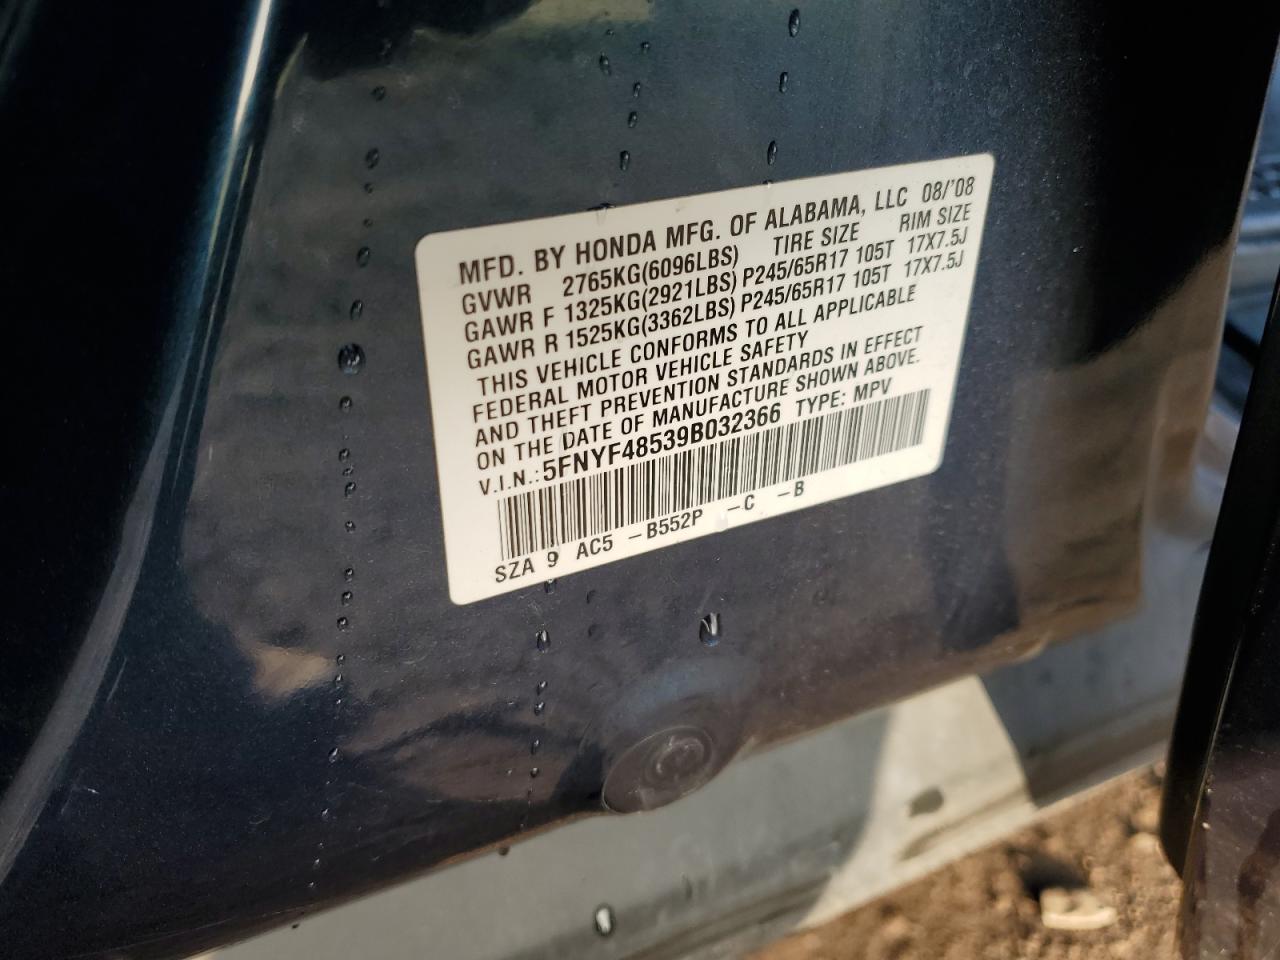 MFD. BY HONDA MFG. OF ALABAMA, LLC 08/'08
GVWR 2765KG(6096LBS) TIRE SIZE RIM SIZE
GAWR F 1325KG(2921LBS) P245/65R17 105T 17X7.5J
GAWR R 1525KG(3362LBS) P245/65R17 105T 17X7.5J
THIS VEHICLE CONFORMS TO ALL APPLICABLE
FEDERAL MOTOR VEHICLE SAFETY
AND THEFT PREVENTION STANDARDS IN EFFECT
ON THE DATE OF MANUFACTURE SHOWN ABOVE.
V.I.N.: 5FNYF48539B032366 TYPE: MPV
SZA 9 AC5 -B552P -C -B